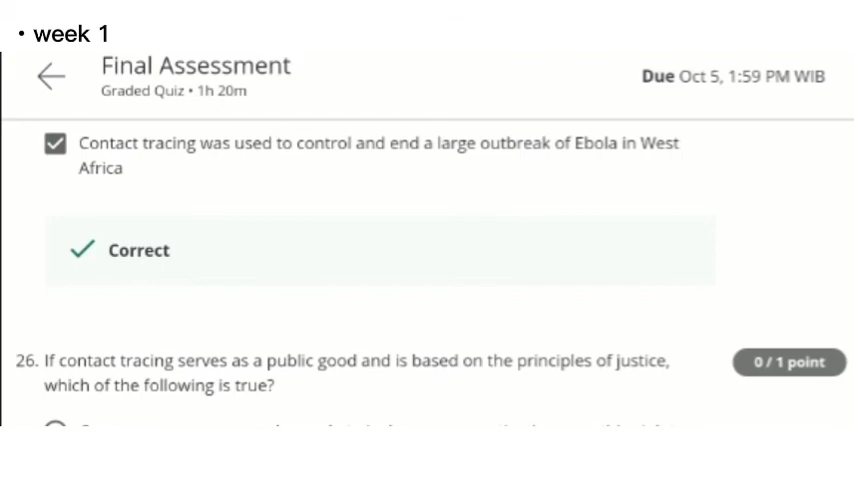 • week 1
Final Assessment
Graded Quiz • 1h 20m
Due Oct 5, 1:59 PM WIB
Contact tracing was used to control and end a large outbreak of Ebola in West
Africa
Correct
26. If contact tracing serves as a public good and is based on the principles of justice,
which of the following is true?
0 / 1 point